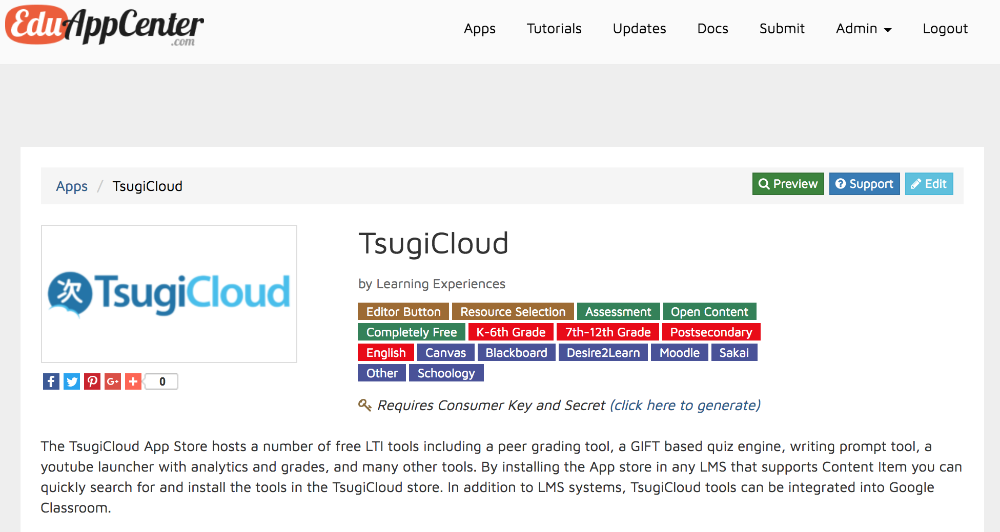 EduAppCenter
.com
Apps Tutorials Updates Docs Submit Admin Logout
Apps / TsugiCloud
Preview Support Edit
次 TsugiCloud
TsugiCloud
by Learning Experiences
Editor Button Resource Selection Assessment Open Content
Completely Free K-6th Grade 7th-12th Grade Postsecondary
English Canvas Blackboard Desire2Learn Moodle Sakai
Other Schoology
f G+ + 0
Requires Consumer Key and Secret (click here to generate)
The TsugiCloud App Store hosts a number of free LTI tools including a peer grading tool, a GIFT based quiz engine, writing prompt tool, a
youtube launcher with analytics and grades, and many other tools. By installing the App store in any LMS that supports Content Item you can
quickly search for and install the tools in the TsugiCloud store. In addition to LMS systems, TsugiCloud tools can be integrated into Google
Classroom.